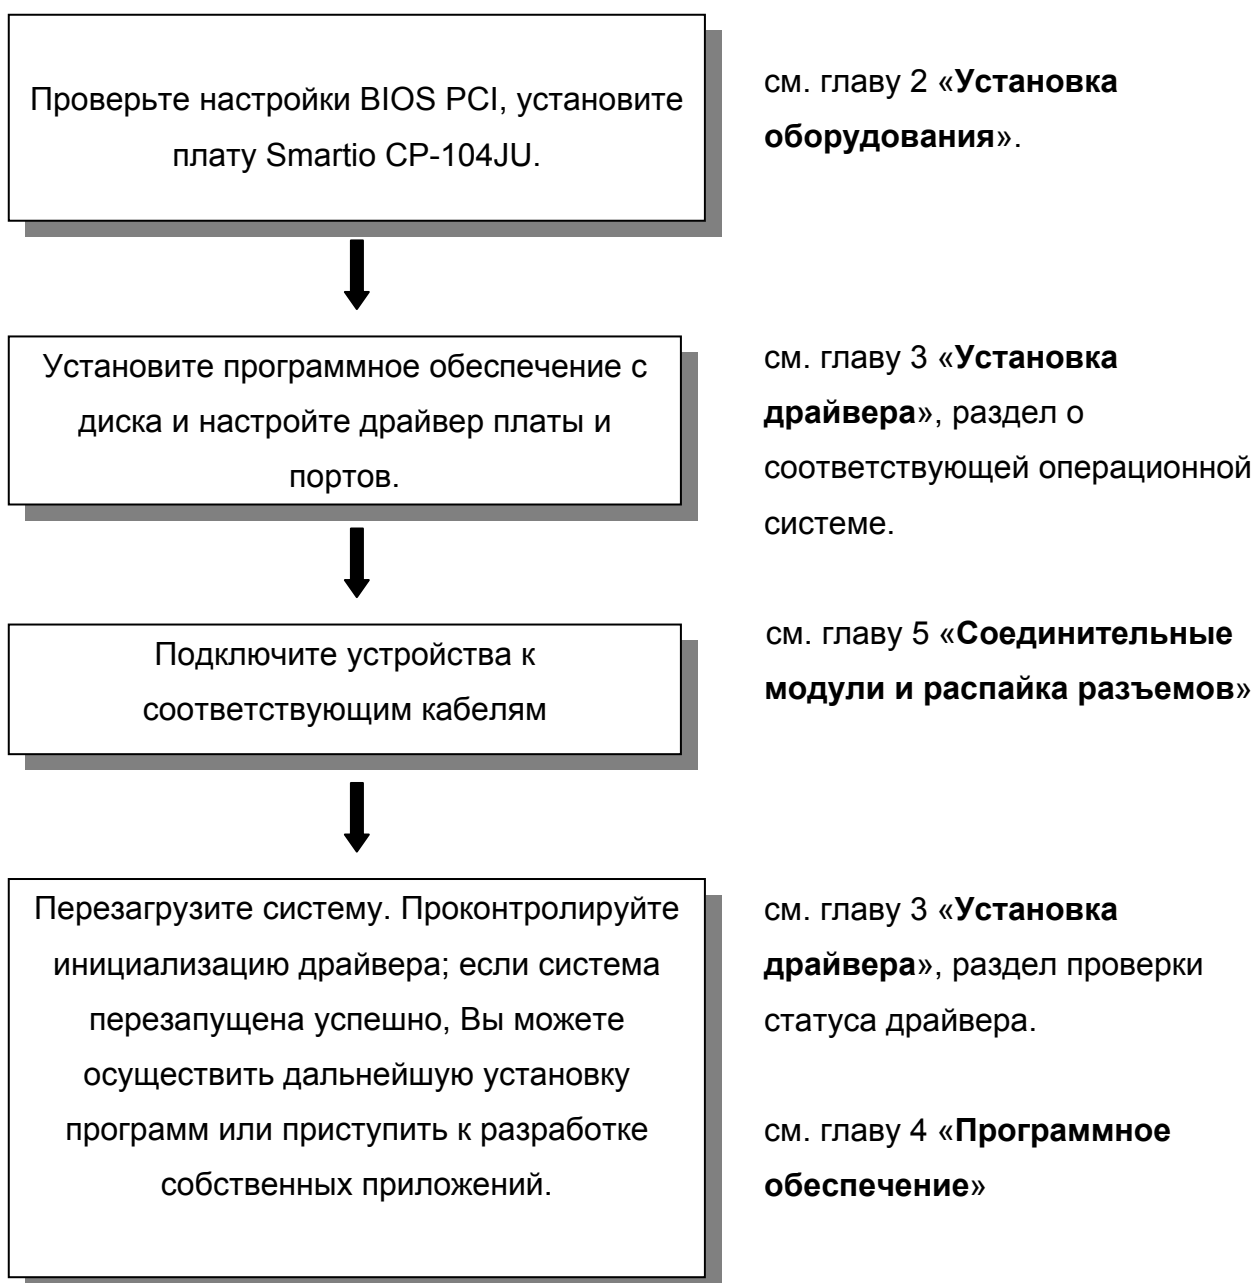 Проверьте настройки BIOS PCI, установите
плату Smartio CP-104JU.
см. главу 2 «Установка
оборудования».
Установите программное обеспечение с
диска и настройте драйвер платы и
портов.
см. главу 3 «Установка
драйвера», раздел о
соответствующей операционной
системе.
Подключите устройства к
соответствующим кабелям
см. главу 5 «Соединительные
модули и распайка разъемов»
Перезагрузите систему. Проконтролируйте
инициализацию драйвера; если система
перезапущена успешно, Вы можете
осуществить дальнейшую установку
программ или приступить к разработке
собственных приложений.
см. главу 3 «Установка
драйвера», раздел проверки
статуса драйвера.
см. главу 4 «Программное
обеспечение»